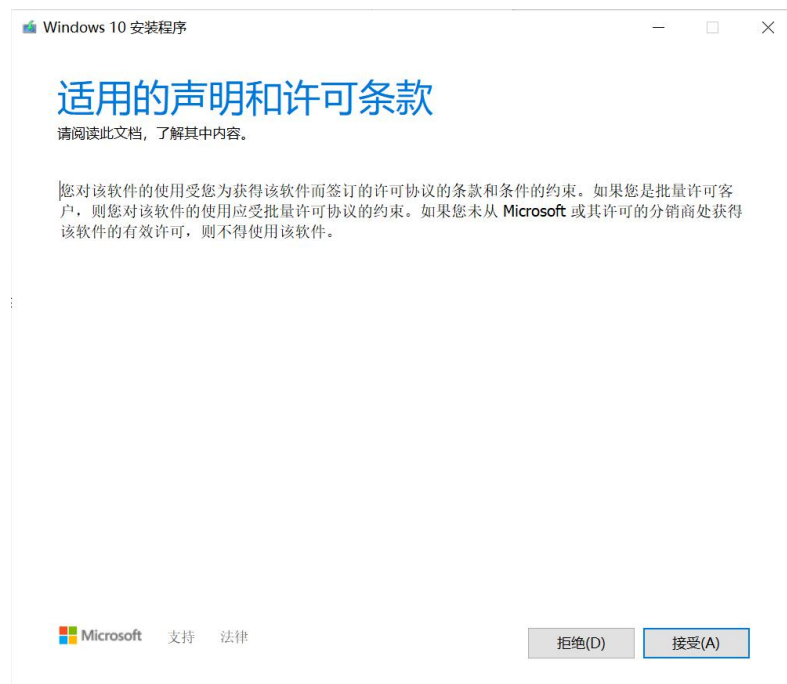 Windows 10 安装程序
适用的声明和许可条款
请阅读此文档，了解其中内容。
您对该软件的使用受您为获得该软件而签订的许可协议的条款和条件的约束。如果您是批量许可客
户，则您对该软件的使用应受批量许可协议的约束。如果您未从 Microsoft 或其许可的分销商处获得
该软件的有效许可，则不得使用该软件。
Microsoft 支持 法律 拒绝(D) 接受(A)